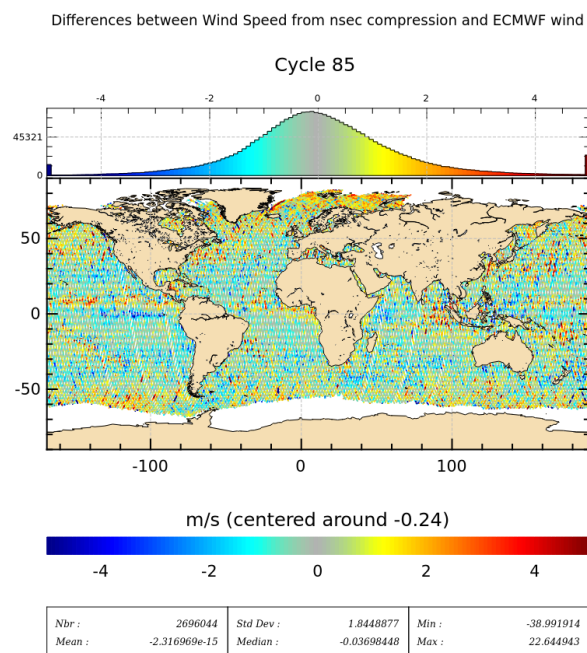 Differences between Wind Speed from nsec compression and ECMWF wind
Cycle 85
-4 -2 0 2 4
45321
0
50
0
-50
-100 0 100
m/s (centered around -0.24)
-4 -2 0 2 4
Nbr : 2696044 Std Dev : 1.8448877 Min : -38.991914
Mean : -2.316969e-15 Median : -0.03698448 Max : 22.644943